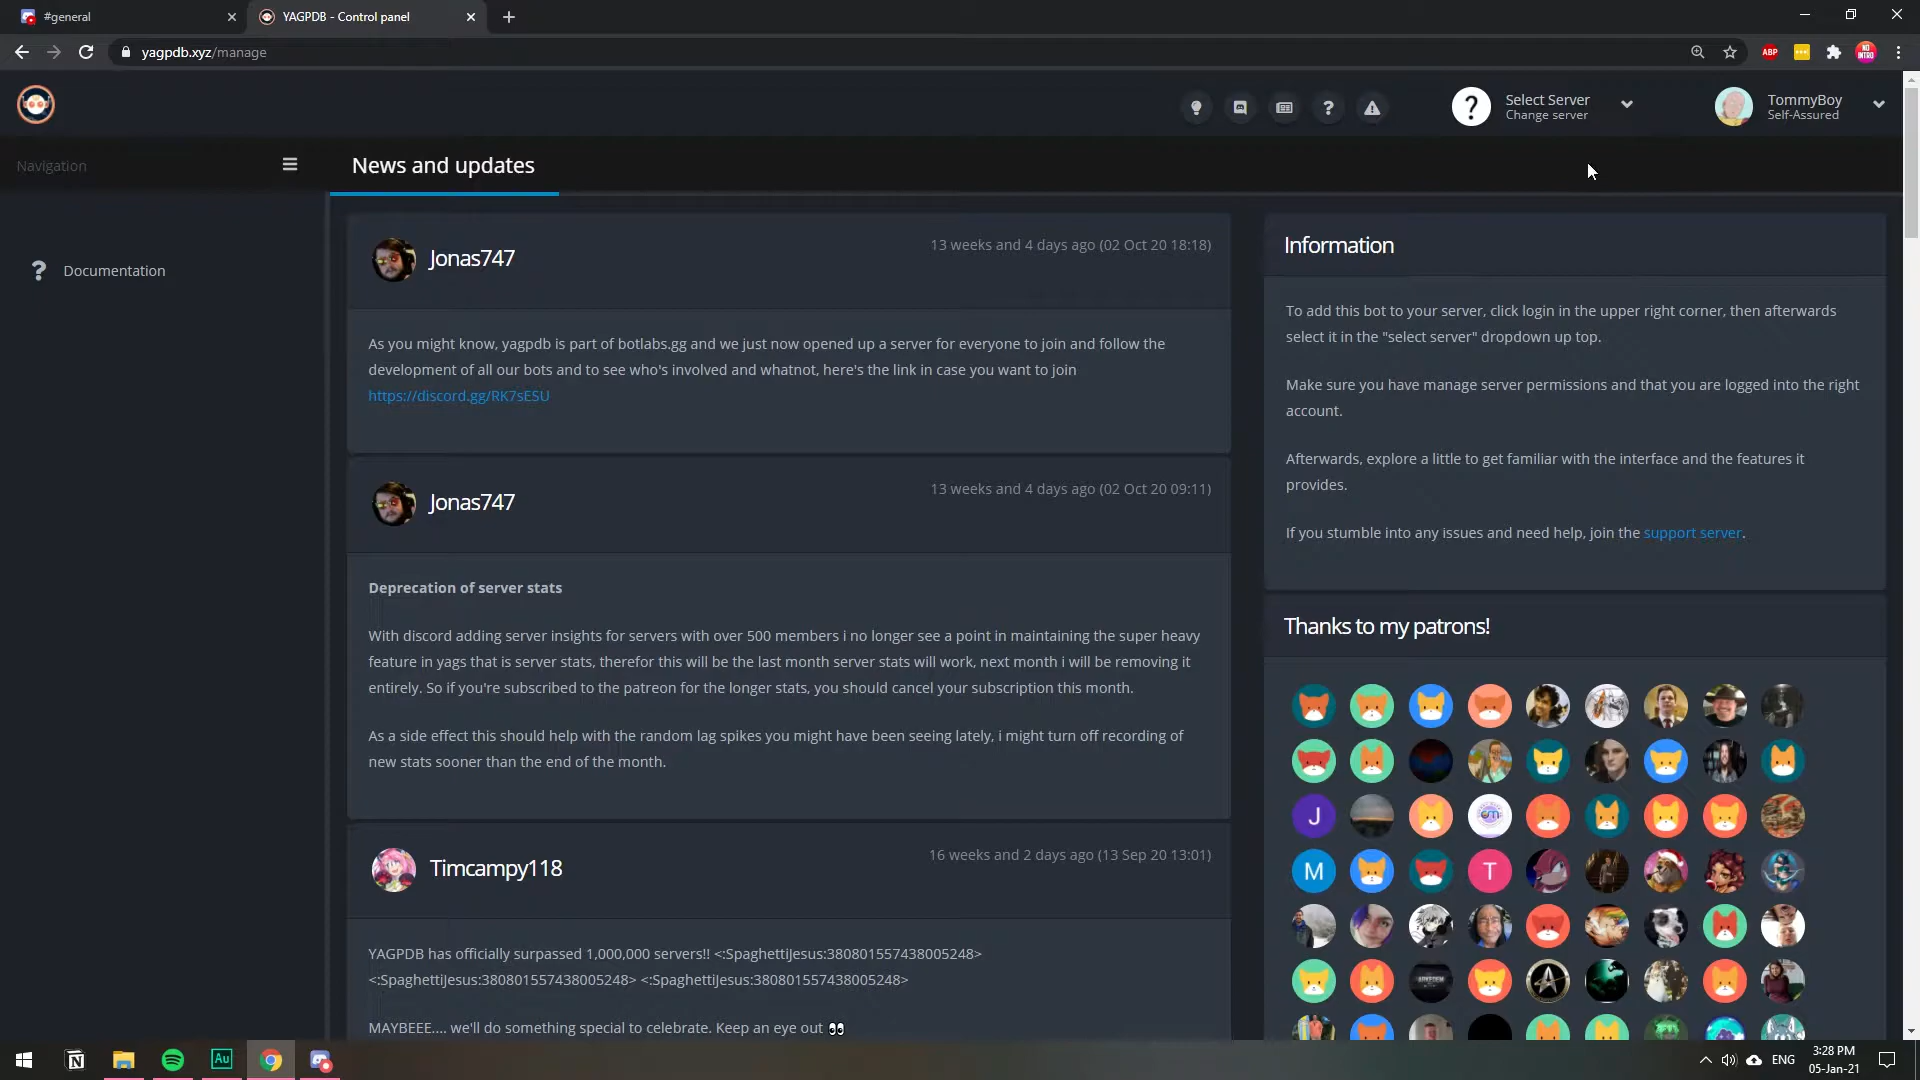 #general
YAGPDB - Control panel
yagpdb.xyz/manage
ABP
NO
INTRO
Select Server
Change server
TommyBoy
Self-Assured
Navigation
News and updates
Documentation
Jonas747
13 weeks and 4 days ago (02 Oct 20 18:18)
As you might know, yagpdb is part of botlabs.gg and we just now opened up a server for everyone to join and follow the
development of all our bots and to see who's involved and whatnot, here's the link in case you want to join
https://discord.gg/RK7sESU
Jonas747
13 weeks and 4 days ago (02 Oct 20 09:11)
Deprecation of server stats
With discord adding server insights for servers with over 500 members i no longer see a point in maintaining the super heavy
feature in yags that is server stats, therefor this will be the last month server stats will work, next month i will be removing it
entirely. So if you're subscribed to the patreon for the longer stats, you should cancel your subscription this month.
As a side effect this should help with the random lag spikes you might have been seeing lately, i might turn off recording of
new stats sooner than the end of the month.
Timcampy118
16 weeks and 2 days ago (13 Sep 20 13:01)
YAGPDB has officially surpassed 1,000,000 servers!! <:SpaghettiJesus:380801557438005248>
<:SpaghettiJesus:380801557438005248> <:SpaghettiJesus:380801557438005248>
MAYBEEE.... we'll do something special to celebrate. Keep an eye out 👀
Information
To add this bot to your server, click login in the upper right corner, then afterwards
select it in the "select server" dropdown up top.
Make sure you have manage server permissions and that you are logged into the right
account.
Afterwards, explore a little to get familiar with the interface and the features it
provides.
If you stumble into any issues and need help, join the support server.
Thanks to my patrons!
J
M
T
Au
ENG
3:28 PM
05-Jan-21